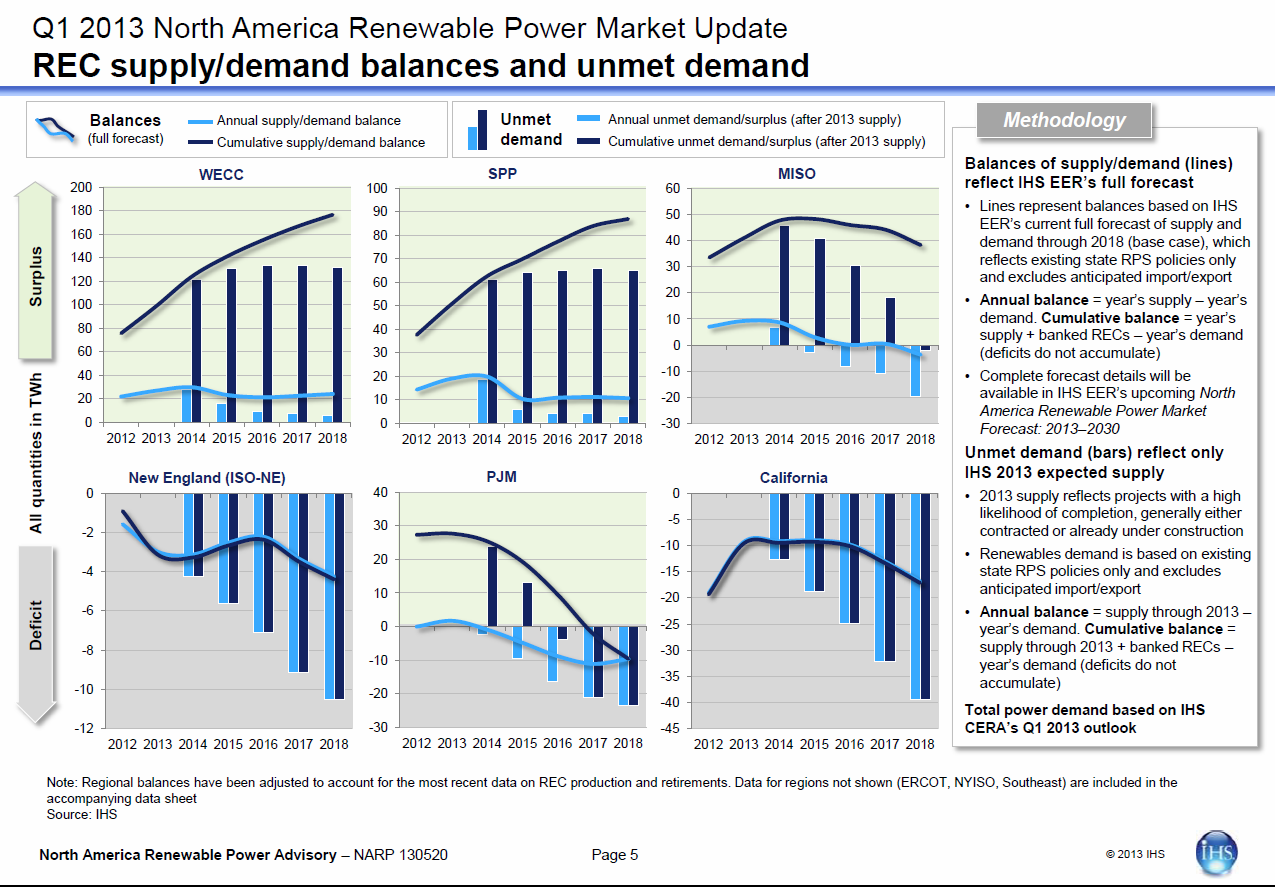 Q1 2013 North America Renewable Power Market Update
REC supply/demand balances and unmet demand
Balances
(full forecast)
Annual supply/demand balance
Cumulative supply/demand balance
Unmet
demand
Annual unmet demand/surplus (after 2013 supply)
Cumulative unmet demand/surplus (after 2013 supply)
Surplus
All quantities in TWh
Deficit
WECC
200
180
160
140
120
100
80
60
40
20
0
2012 2013 2014 2015 2016 2017 2018
SPP
100
90
80
70
60
50
40
30
20
10
0
2012 2013 2014 2015 2016 2017 2018
MISO
60
50
40
30
20
10
0
-10
-20
-30
2012 2013 2014 2015 2016 2017 2018
New England (ISO-NE)
0
-2
-4
-6
-8
-10
-12
2012 2013 2014 2015 2016 2017 2018
PJM
40
30
20
10
0
-10
-20
-30
2012 2013 2014 2015 2016 2017 2018
California
0
-5
-10
-15
-20
-25
-30
-35
-40
-45
2012 2013 2014 2015 2016 2017 2018
Methodology
Balances of supply/demand (lines)
reflect IHS EER’s full forecast
• Lines represent balances based on IHS
EER’s current full forecast of supply and
demand through 2018 (base case), which
reflects existing state RPS policies only
and excludes anticipated import/export
• Annual balance = year’s supply – year’s
demand. Cumulative balance = year’s
supply + banked RECs – year’s demand
(deficits do not accumulate)
• Complete forecast details will be
available in IHS EER’s upcoming North
America Renewable Power Market
Forecast: 2013–2030
Unmet demand (bars) reflect only
IHS 2013 expected supply
• 2013 supply reflects projects with a high
likelihood of completion, generally either
contracted or already under construction
• Renewables demand is based on existing
state RPS policies only and excludes
anticipated import/export
• Annual balance = supply through 2013 –
year’s demand. Cumulative balance =
supply through 2013 + banked RECs –
year’s demand (deficits do not
accumulate)
Total power demand based on IHS
CERA’s Q1 2013 outlook
Note: Regional balances have been adjusted to account for the most recent data on REC production and retirements. Data for regions not shown (ERCOT, NYISO, Southeast) are included in the
accompanying data sheet
Source: IHS
North America Renewable Power Advisory – NARP 130520
Page 5
© 2013 IHS
IHS